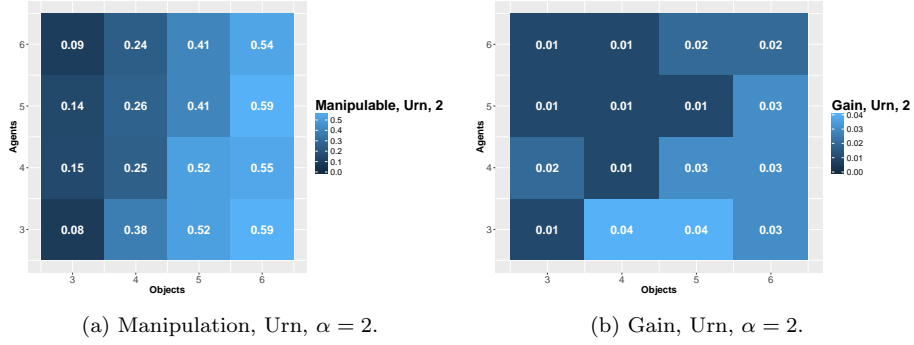 6 0.09 0.24 0.41 0.54
5 0.14 0.26 0.41 0.59
4 0.15 0.25 0.52 0.55
3 0.08 0.38 0.52 0.59
3 4 5 6
Agents
Objects
Manipulable, Urn, 2
0.5
0.4
0.3
0.2
0.1
0.0
(a) Manipulation, Urn, α = 2.
6 0.01 0.01 0.02 0.02
5 0.01 0.01 0.01 0.03
4 0.02 0.01 0.03 0.03
3 0.01 0.04 0.04 0.03
3 4 5 6
Agents
Objects
Gain, Urn, 2
0.04
0.03
0.02
0.01
0.00
(b) Gain, Urn, α = 2.